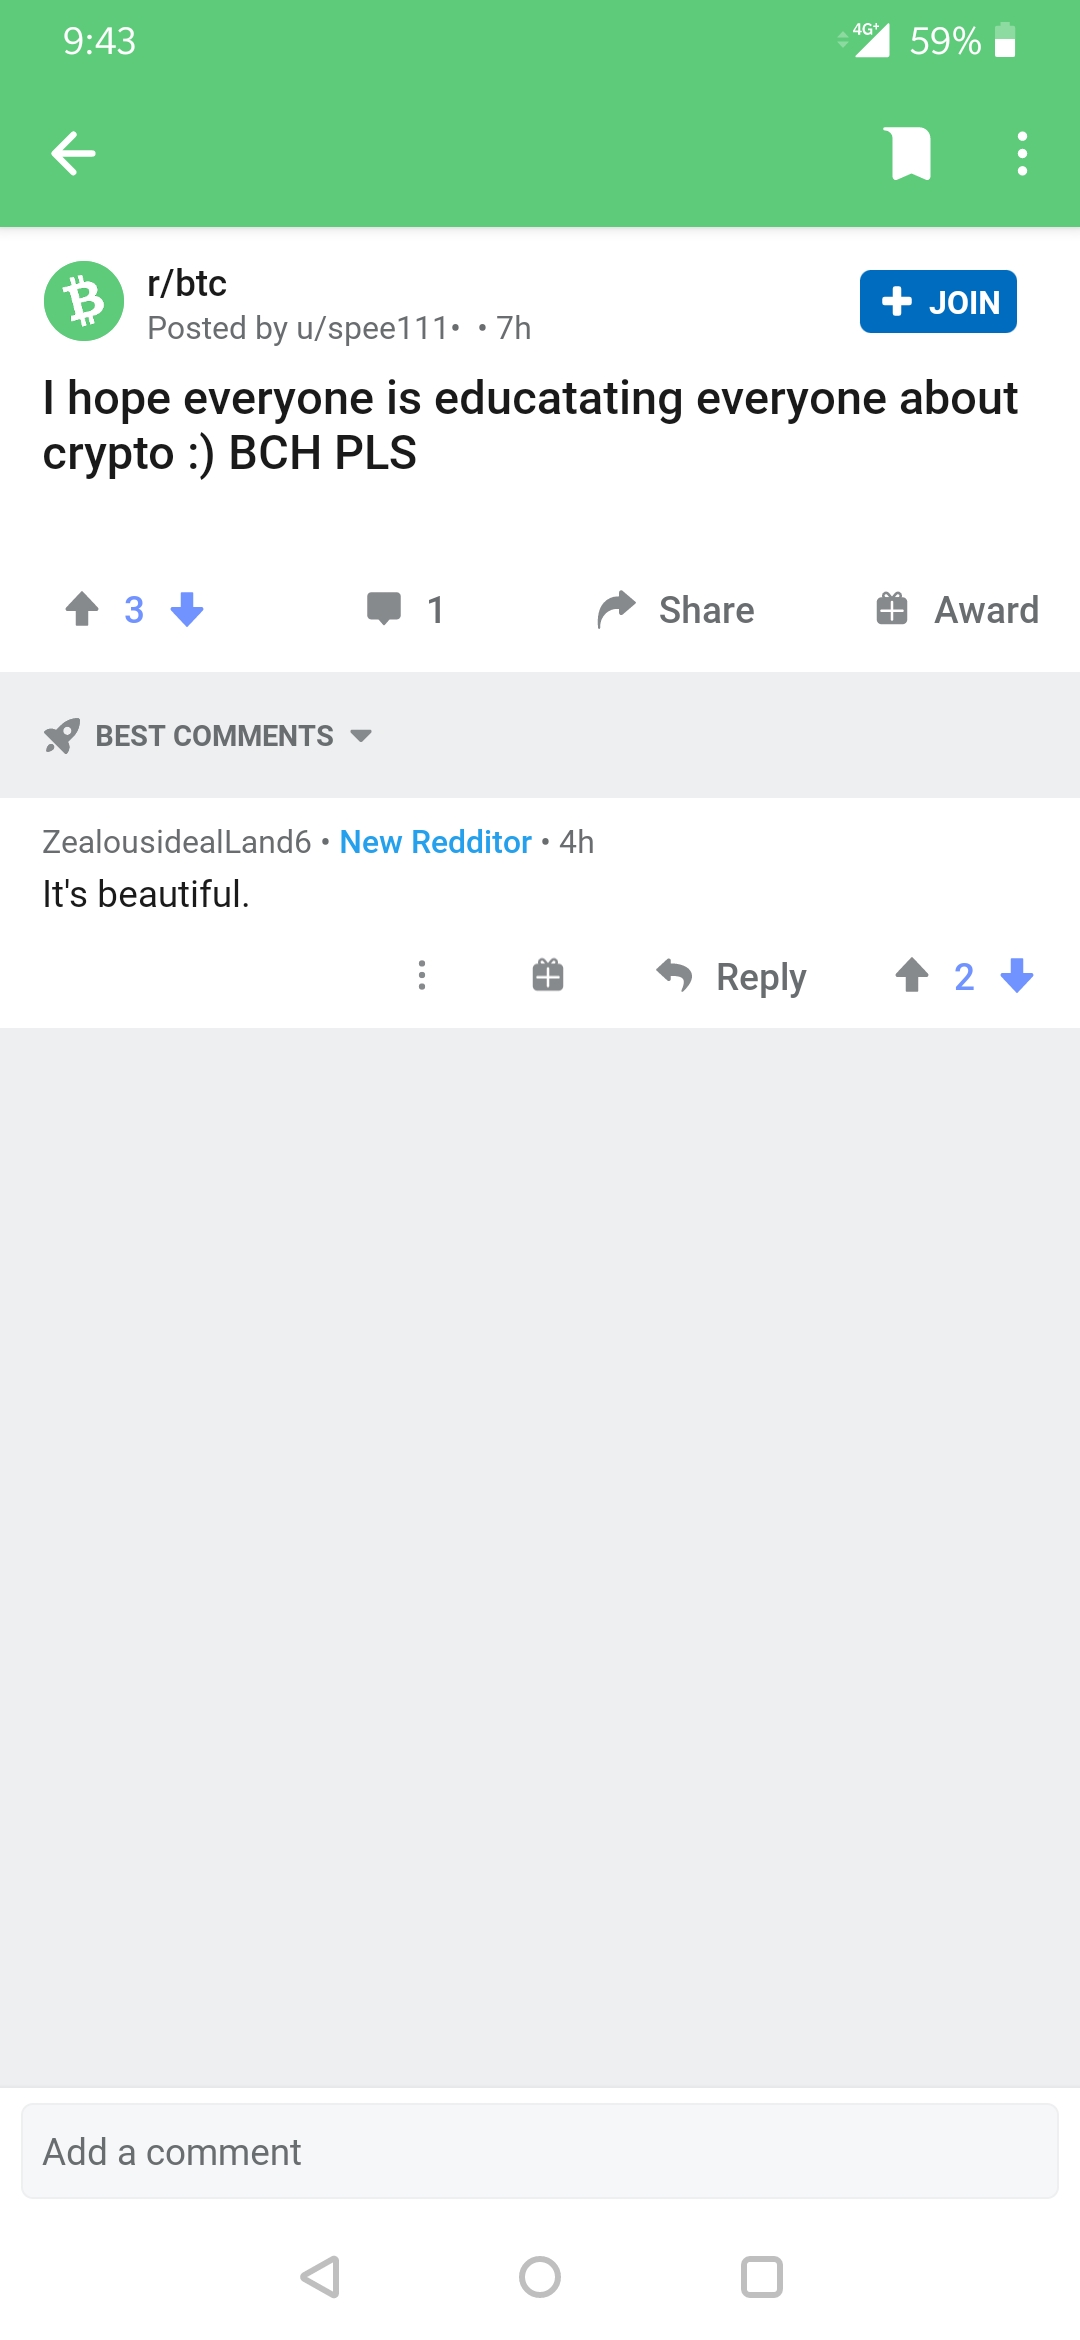 9:43
4G+ 59%
r/btc
Posted by u/spee111• • 7h
+ JOIN
I hope everyone is educatating everyone about
crypto :) BCH PLS
3
1
Share
Award
BEST COMMENTS
ZealousidealLand6 • New Redditor • 4h
It's beautiful.
Reply
2
Add a comment